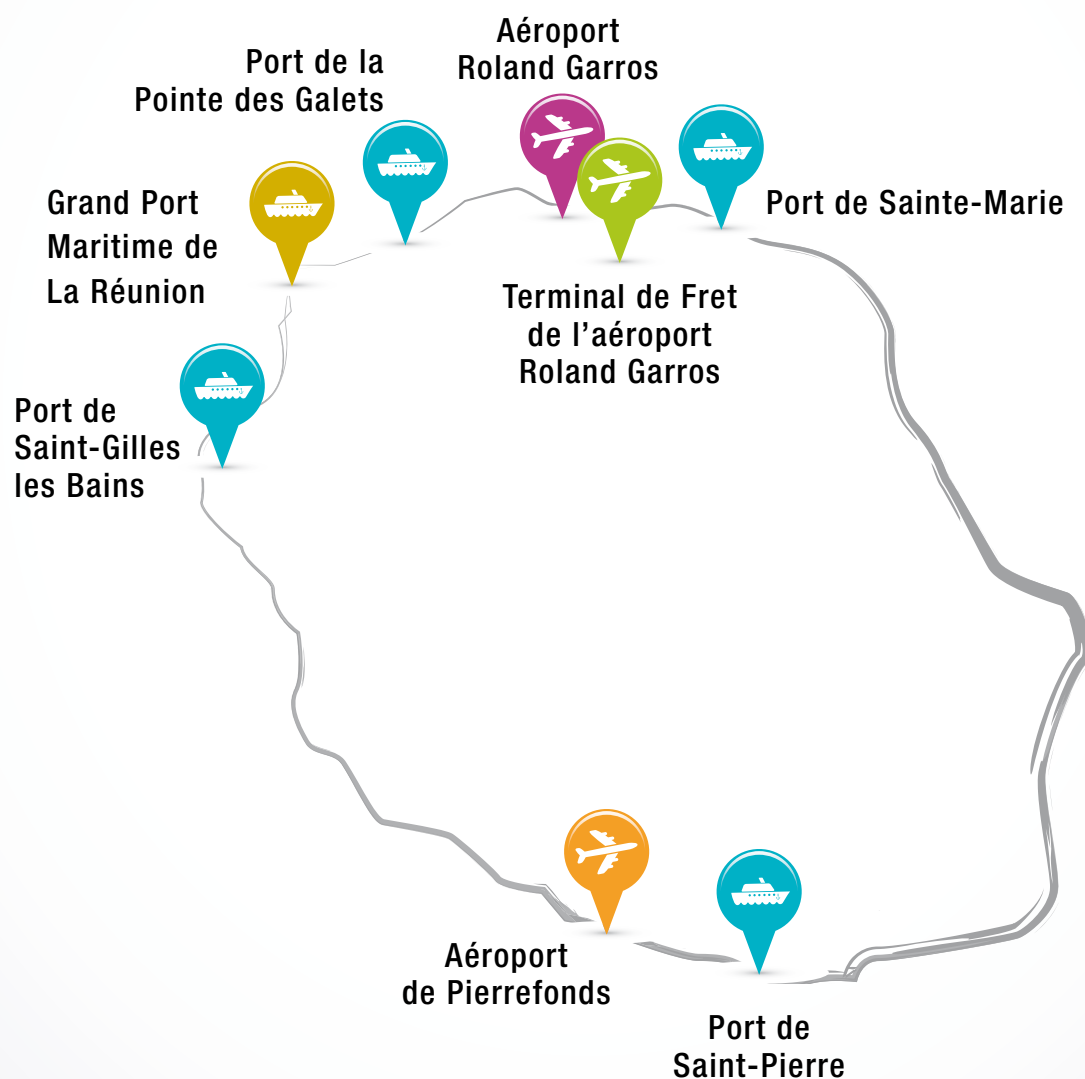 Aéroport
Roland Garros
Port de la
Pointe des Galets
Grand Port
Maritime de
La Réunion
Port de Sainte-Marie
Terminal de Fret
de l’aéroport
Roland Garros
Port de
Saint-Gilles
les Bains
Aéroport
de Pierrefonds
Port de
Saint-Pierre